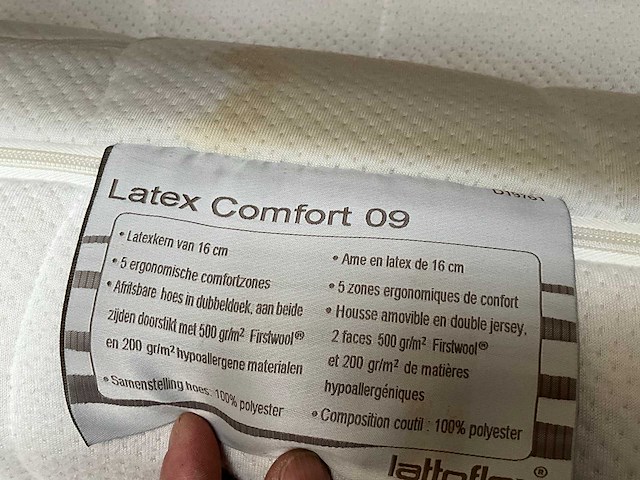 Latex Comfort 09
• Latexkern van 16 cm
• 5 ergonomische comfortzones
• Afritsbare hoes in dubbeldoek, aan beide
zijden doorstikt met 500 gr/m² Firstwool®
en 200 gr/m² hypoallergene materialen
• Samenstelling hoes: 100% polyester
• Ame en latex de 16 cm
• 5 zones ergonomiques de confort
• Housse amovible en double jersey,
2 faces 500 gr/m² Firstwool®
et 200 gr/m² de matières
hypoallergéniques
• Composition coutil : 100% polyester
lattoflex®